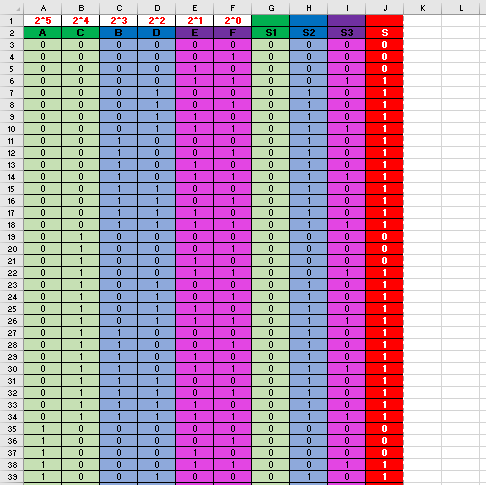 A B C D E F G H I J K L
1 2^5 2^4 2^3 2^2 2^1 2^0
2 A C B D E F S1 S2 S3 S
3 0 0 0 0 0 0 0 0 0 0
4 0 0 0 0 0 1 0 0 0 0
5 0 0 0 0 1 0 0 0 0 0
6 0 0 0 0 1 1 0 0 1 1
7 0 0 0 1 0 0 0 1 0 1
8 0 0 0 1 0 1 0 1 0 1
9 0 0 0 1 1 0 0 1 0 1
10 0 0 0 1 1 1 0 1 1 1
11 0 0 1 0 0 0 0 1 0 1
12 0 0 1 0 0 1 0 1 0 1
13 0 0 1 0 1 0 0 1 0 1
14 0 0 1 0 1 1 0 1 1 1
15 0 0 1 1 0 0 0 1 0 1
16 0 0 1 1 0 1 0 1 0 1
17 0 0 1 1 1 0 0 1 0 1
18 0 0 1 1 1 1 0 1 1 1
19 0 1 0 0 0 0 0 0 0 0
20 0 1 0 0 0 1 0 0 0 0
21 0 1 0 0 1 0 0 0 0 0
22 0 1 0 0 1 1 0 0 1 1
23 0 1 0 1 0 0 0 1 0 1
24 0 1 0 1 0 1 0 1 0 1
25 0 1 0 1 1 0 0 1 0 1
26 0 1 0 1 1 1 0 1 1 1
27 0 1 1 0 0 0 0 1 0 1
28 0 1 1 0 0 1 0 1 0 1
29 0 1 1 0 1 0 0 1 0 1
30 0 1 1 0 1 1 0 1 1 1
31 0 1 1 1 0 0 0 1 0 1
32 0 1 1 1 0 1 0 1 0 1
33 0 1 1 1 1 0 0 1 0 1
34 0 1 1 1 1 1 0 1 1 1
35 1 0 0 0 0 0 0 0 0 0
36 1 0 0 0 0 1 0 0 0 0
37 1 0 0 0 1 0 0 0 0 0
38 1 0 0 0 1 1 0 0 1 1
39 1 0 0 1 0 0 0 1 0 1